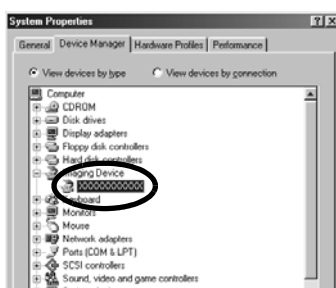 System Properties
General Device Manager Hardware Profiles Performance
View devices by type View devices by connection
Computer
CDROM
Disk drives
Display adapters
Floppy disk controllers
Hard disk controllers
Imaging Device
XXXXXXXXXXXX
Keyboard
Monitors
Mouse
Network adapters
Ports (COM & LPT)
SCSI controllers
Sound, video and game controllers